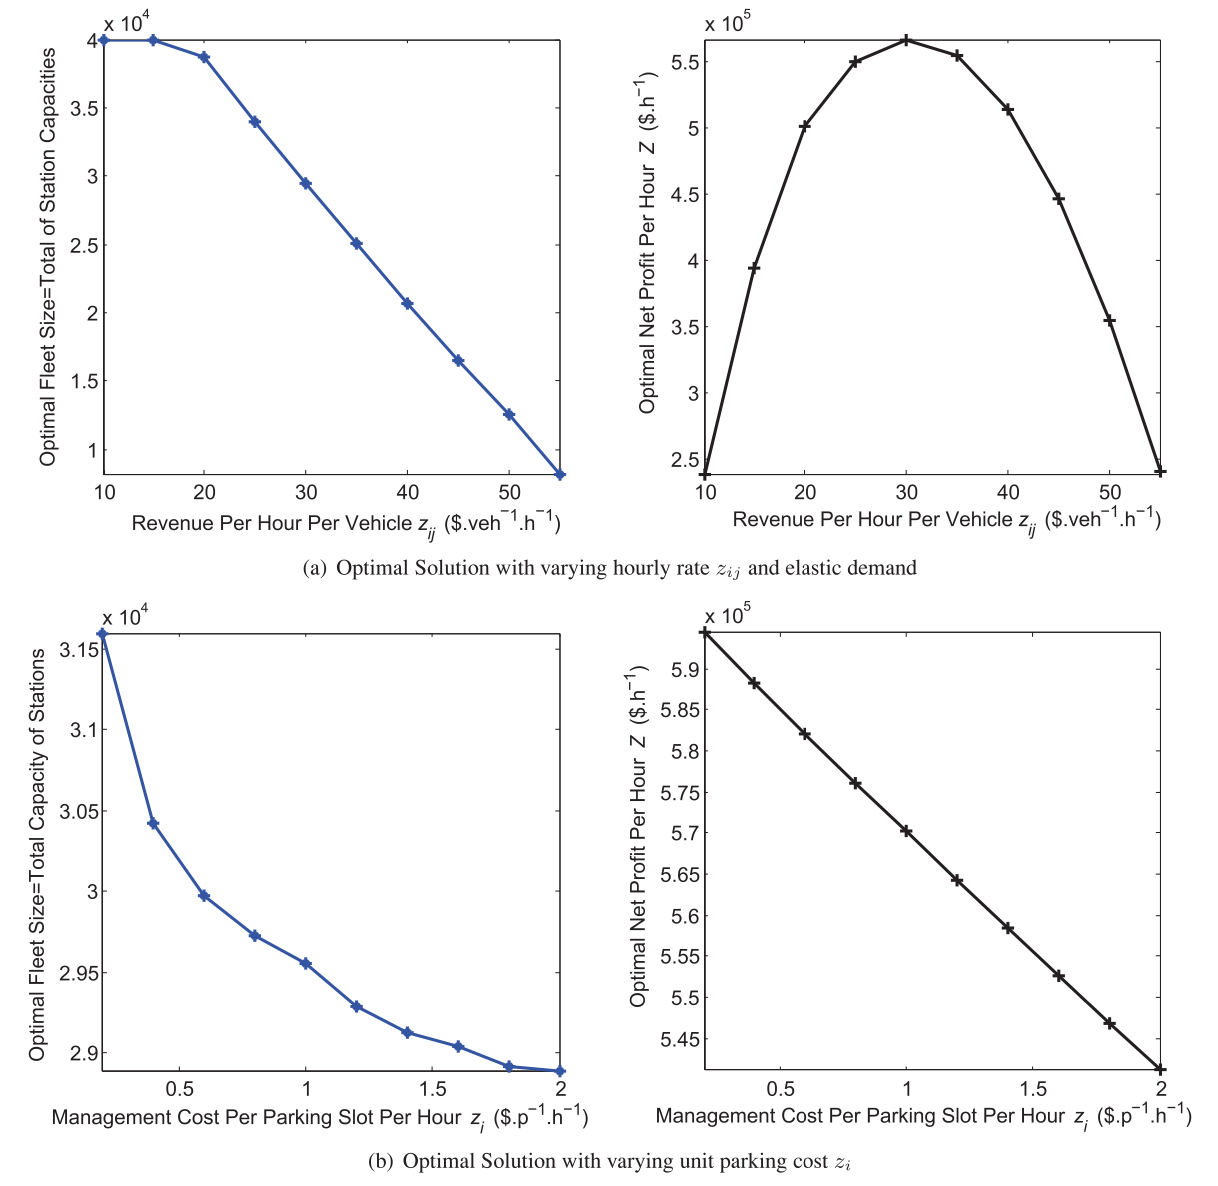 x 10⁴
Optimal Fleet Size=Total of Station Capacities
4
3.5
3
2.5
2
1.5
1
10 20 30 40 50
Revenue Per Hour Per Vehicle z_ij ($.veh⁻¹.h⁻¹)
x 10⁵
Optimal Net Profit Per Hour Z ($.h⁻¹)
5.5
5
4.5
4
3.5
3
2.5
10 20 30 40 50
Revenue Per Hour Per Vehicle z_ij ($.veh⁻¹.h⁻¹)
(a) Optimal Solution with varying hourly rate z_ij and elastic demand
x 10⁴
Optimal Fleet Size=Total Capacity of Stations
3.15
3.1
3.05
3
2.95
2.9
0.5 1 1.5 2
Management Cost Per Parking Slot Per Hour z_i ($.p⁻¹.h⁻¹)
x 10⁵
Optimal Net Profit Per Hour Z ($.h⁻¹)
5.9
5.85
5.8
5.75
5.7
5.65
5.6
5.55
5.5
5.45
0.5 1 1.5 2
Management Cost Per Parking Slot Per Hour z_i ($.p⁻¹.h⁻¹)
(b) Optimal Solution with varying unit parking cost z_i